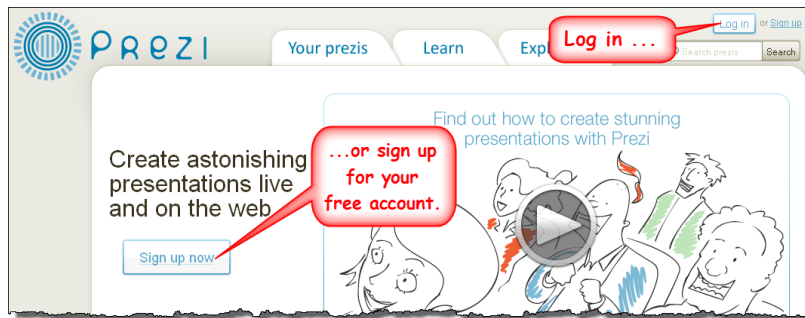 PREZI
Your prezis
Learn
Log in ...
Log in or Sign up
Search prezis Search
Find out how to create stunning
presentations with Prezi
Create astonishing
presentations live
and on the web
...or sign up
for your
free account.
Sign up now